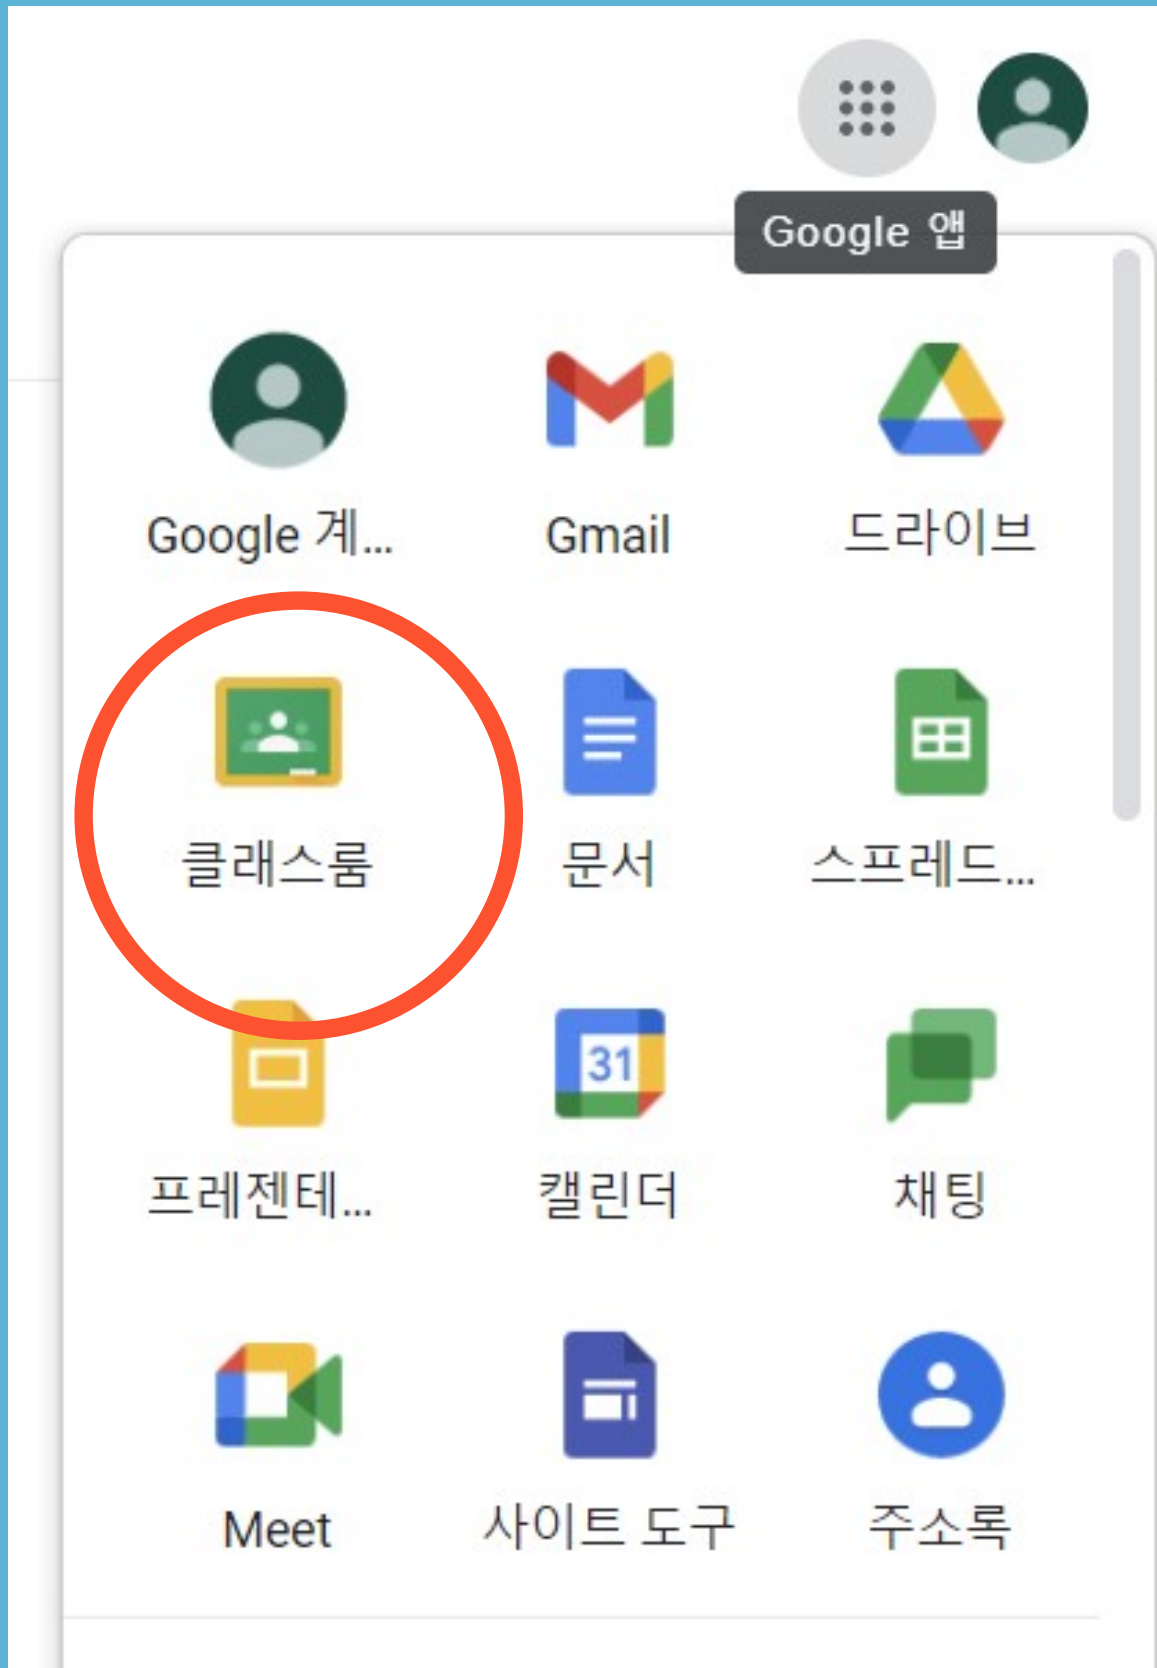 Google 앱
Google 계... Gmail 드라이브
클래스룸 문서 스프레드...
31
프레젠테... 캘린더 채팅
Meet 사이트 도구 주소록